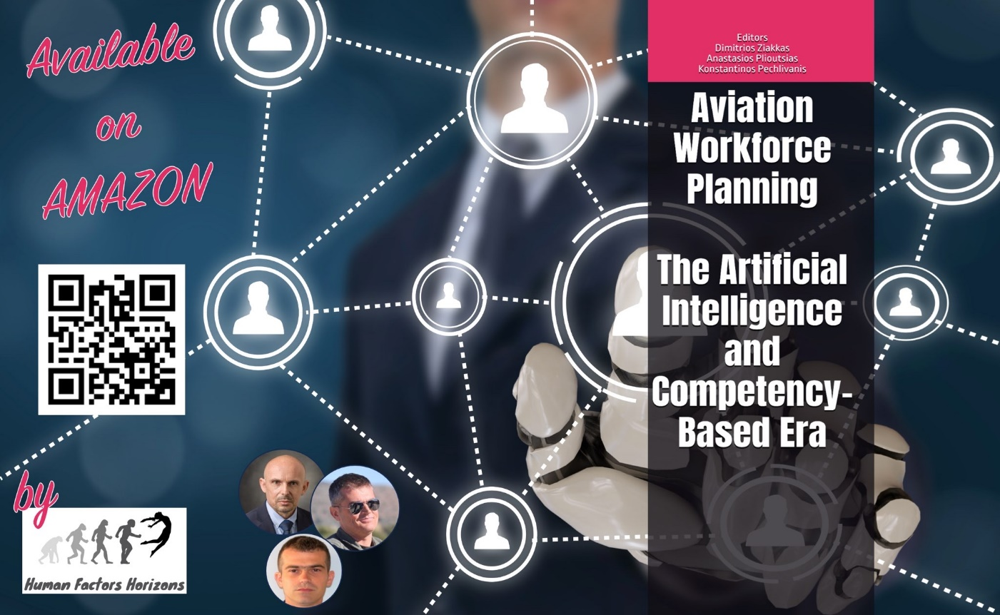 Available
on
AMAZON
by
Human Factors Horizons
Editors
Dimitrios Ziakkas
Anastasios Plioutsias
Konstantinos Pechlivanis
Aviation
Workforce
Planning
The Artificial
Intelligence
and
Competency-
Based Era